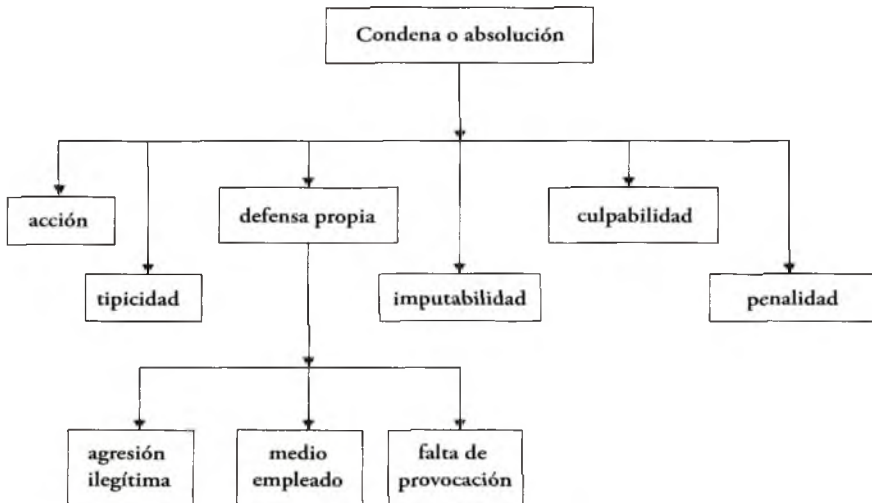 Condena o absolución
acción
defensa propia
culpabilidad
tipicidad
imputabilidad
penalidad
agresión
ilegítima
medio
empleado
falta de
provocación